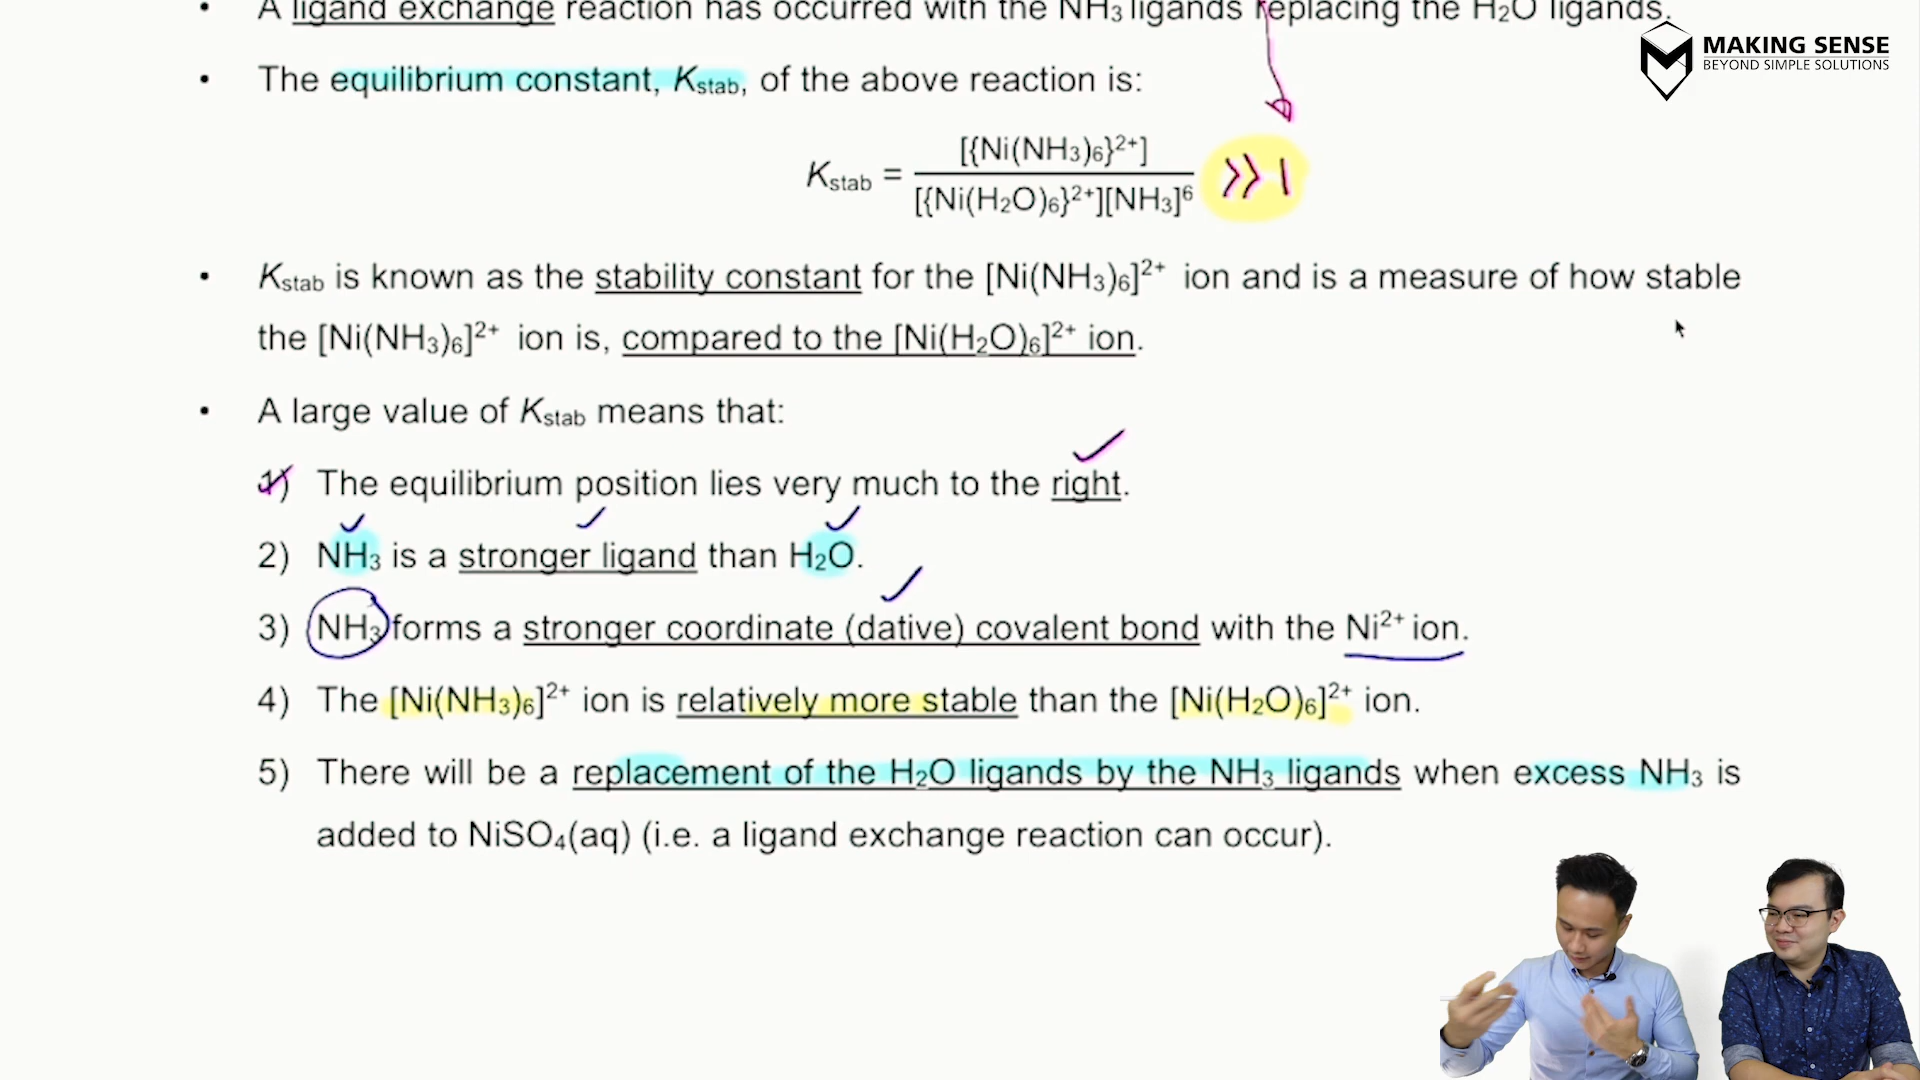 • A ligand exchange reaction has occurred with the NH₃ ligands replacing the H₂O ligands.
MAKING SENSE
BEYOND SIMPLE SOLUTIONS
• The equilibrium constant, Kstab, of the above reaction is:
Kstab = [{Ni(NH₃)₆}²⁺] / [{Ni(H₂O)₆}²⁺][NH₃]⁶ >>1
• Kstab is known as the stability constant for the [Ni(NH₃)₆]²⁺ ion and is a measure of how stable
the [Ni(NH₃)₆]²⁺ ion is, compared to the [Ni(H₂O)₆]²⁺ ion.
• A large value of Kstab means that:
1) The equilibrium position lies very much to the right.
2) NH₃ is a stronger ligand than H₂O.
3) NH₃ forms a stronger coordinate (dative) covalent bond with the Ni²⁺ ion.
4) The [Ni(NH₃)₆]²⁺ ion is relatively more stable than the [Ni(H₂O)₆]²⁺ ion.
5) There will be a replacement of the H₂O ligands by the NH₃ ligands when excess NH₃ is
added to NiSO₄(aq) (i.e. a ligand exchange reaction can occur).